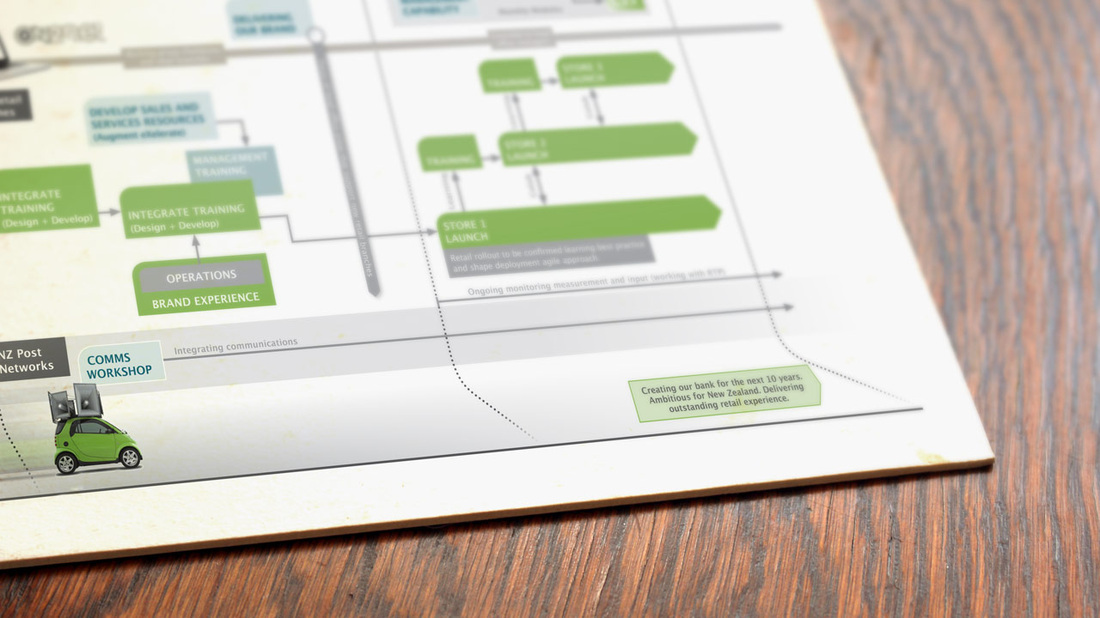 DELIVERING
OUR BRAND
CAPABILITY
DEVELOP SALES AND
SERVICES RESOURCES
MANAGEMENT
TRAINING
INTEGRATE
TRAINING
(Design + Develop)
INTEGRATE TRAINING
(Design + Develop)
OPERATIONS
BRAND EXPERIENCE
TRAINING
STORE 3
LAUNCH
TRAINING
STORE 2
LAUNCH
STORE 1
LAUNCH
Retail rollout to be confirmed learning best practice
and shape deployment agile approach
Ongoing monitoring measurement and input (working with
branches
NZ Post
Networks
COMMS
WORKSHOP
Integrating communications
Creating our bank for the next 10 years.
Ambitious for New Zealand. Delivering
outstanding retail experience.